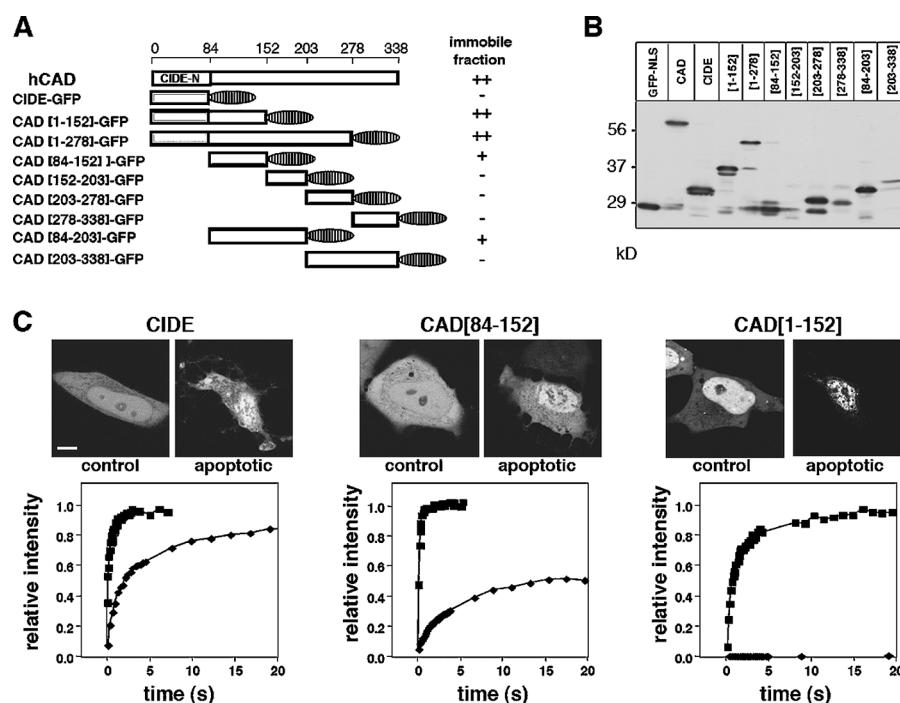 A
0 84 152 203 278 338
immobile
fraction
hCAD CIDE-N ++
CIDE-GFP -
CAD [1-152]-GFP ++
CAD [1-278]-GFP ++
CAD [84-152] ]-GFP +
CAD [152-203]-GFP -
CAD [203-278]-GFP -
CAD [278-338]-GFP -
CAD [84-203]-GFP +
CAD [203-338]-GFP -
B
GFP-NLS
CAD
CIDE
[1-152]
[1-278]
[84-152]
[152-203]
[203-278]
[278-338]
[84-203]
[203-338]
56
37
29
kD
C
CIDE CAD[84-152] CAD[1-152]
control apoptotic control apoptotic control apoptotic
relative intensity
1.0
0.8
0.6
0.4
0.2
0.0
0 5 10 15 20
time (s)
relative intensity
1.0
0.8
0.6
0.4
0.2
0.0
0 5 10 15 20
time (s)
relative intensity
1.0
0.8
0.6
0.4
0.2
0.0
0 5 10 15 20
time (s)